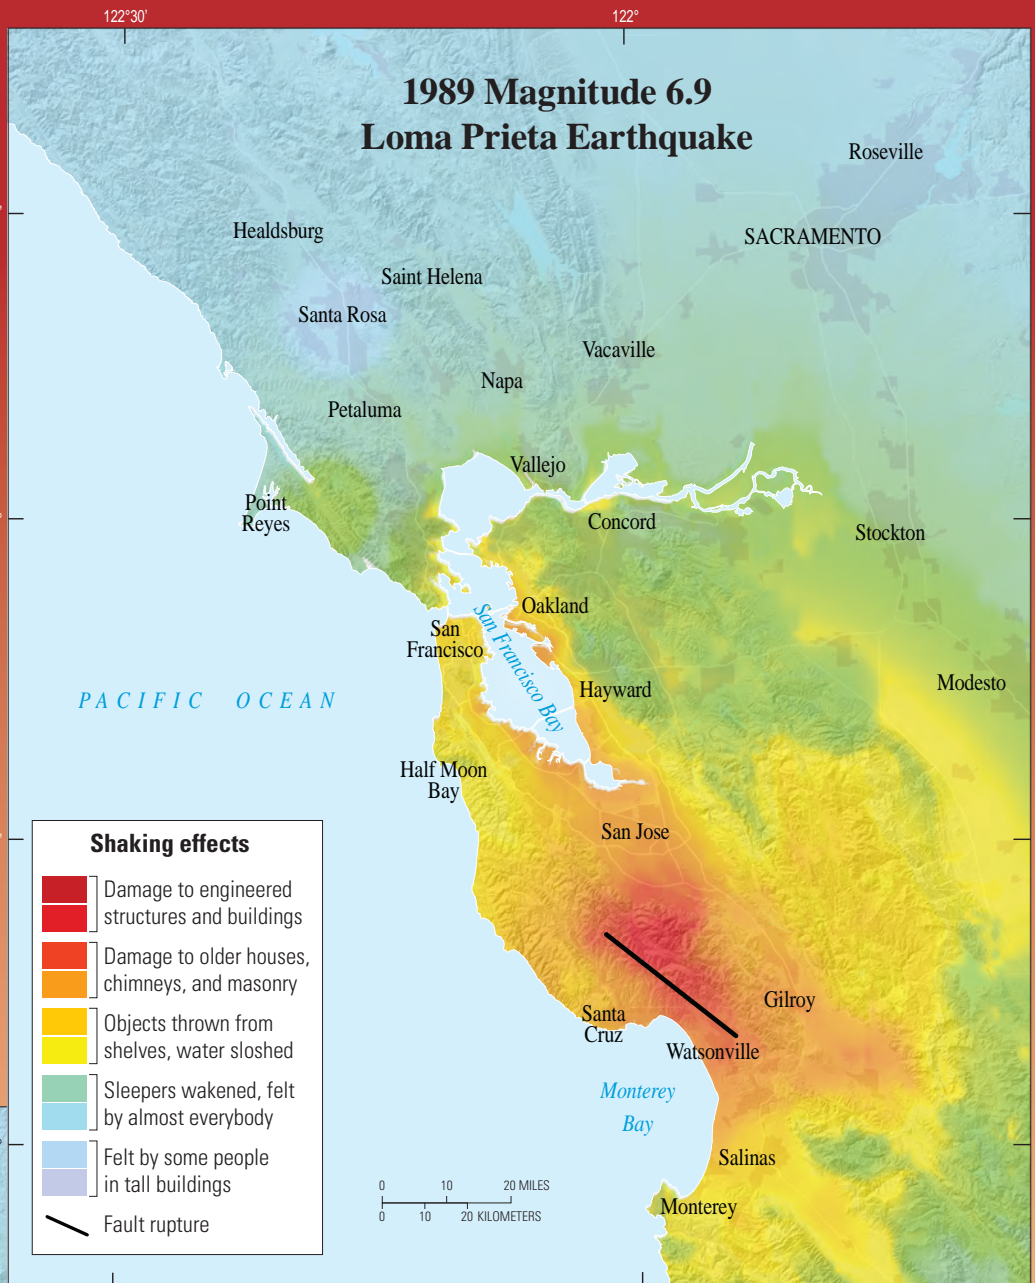 122°30'
122°
1989 Magnitude 6.9
Loma Prieta Earthquake
Roseville
Healdsburg
SACRAMENTO
Saint Helena
Santa Rosa
Vacaville
Napa
Petaluma
Vallejo
Point
Reyes
Concord
Stockton
Oakland
San
Francisco
San Francisco Bay
Hayward
Modesto
PACIFIC OCEAN
Half Moon
Bay
San Jose
Gilroy
Santa
Cruz
Watsonville
Monterey
Bay
Salinas
Monterey
Shaking effects
Damage to engineered
structures and buildings
Damage to older houses,
chimneys, and masonry
Objects thrown from
shelves, water sloshed
Sleepers wakened, felt
by almost everybody
Felt by some people
in tall buildings
Fault rupture
0 10 20 MILES
0 10 20 KILOMETERS